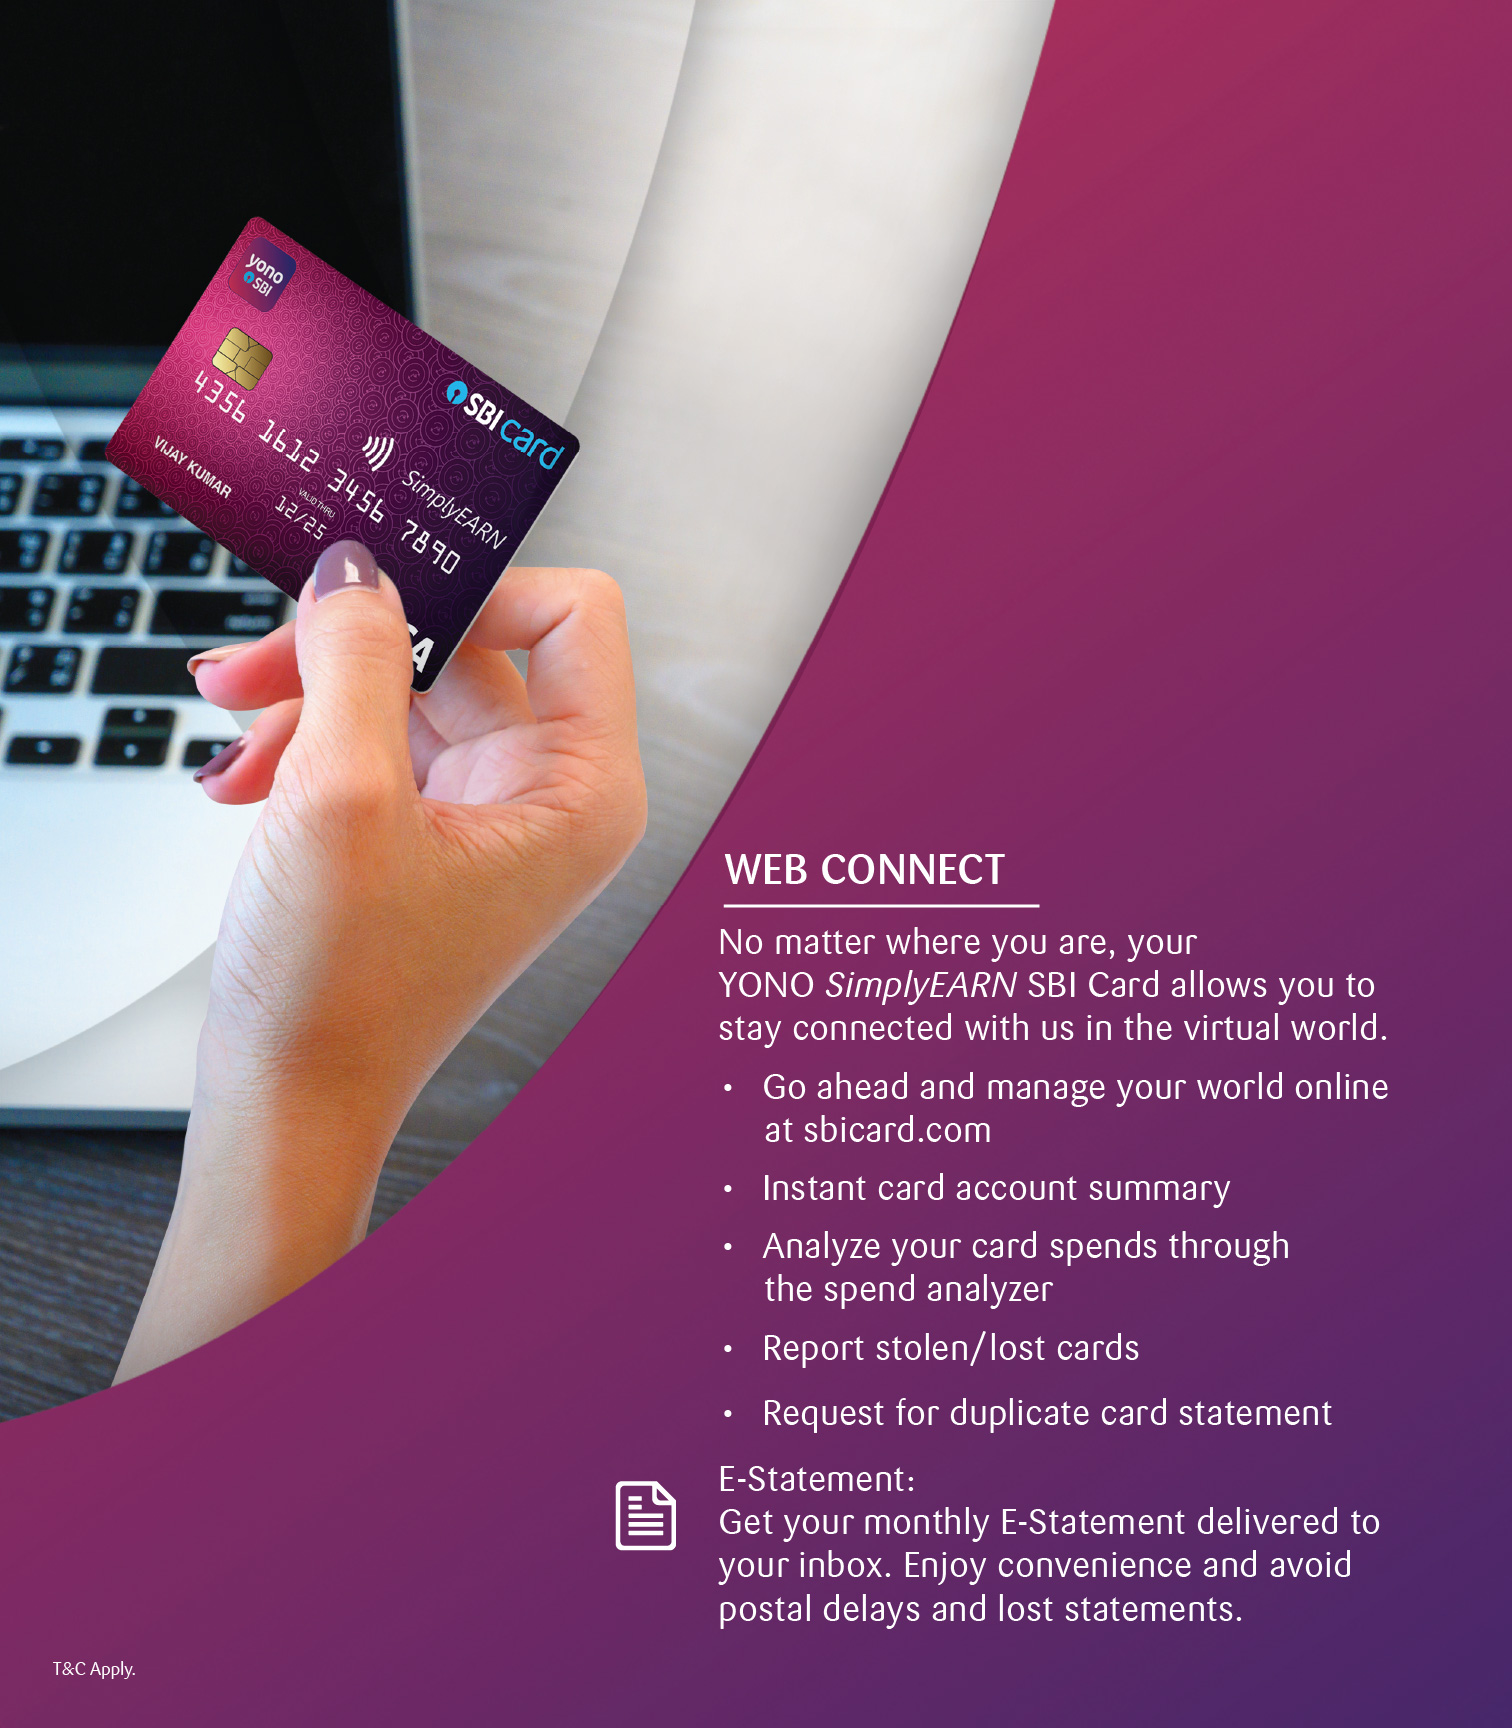 yono
SBI
SBI card
4356 1612 3456 7890
SimplyEARN
VALID THRU
12/25
VIJAY KUMAR
WEB CONNECT
No matter where you are, your
YONO SimplyEARN SBI Card allows you to
stay connected with us in the virtual world.
• Go ahead and manage your world online
at sbicard.com
• Instant card account summary
• Analyze your card spends through
the spend analyzer
• Report stolen/lost cards
• Request for duplicate card statement
E-Statement:
Get your monthly E-Statement delivered to
your inbox. Enjoy convenience and avoid
postal delays and lost statements.
T&C Apply.